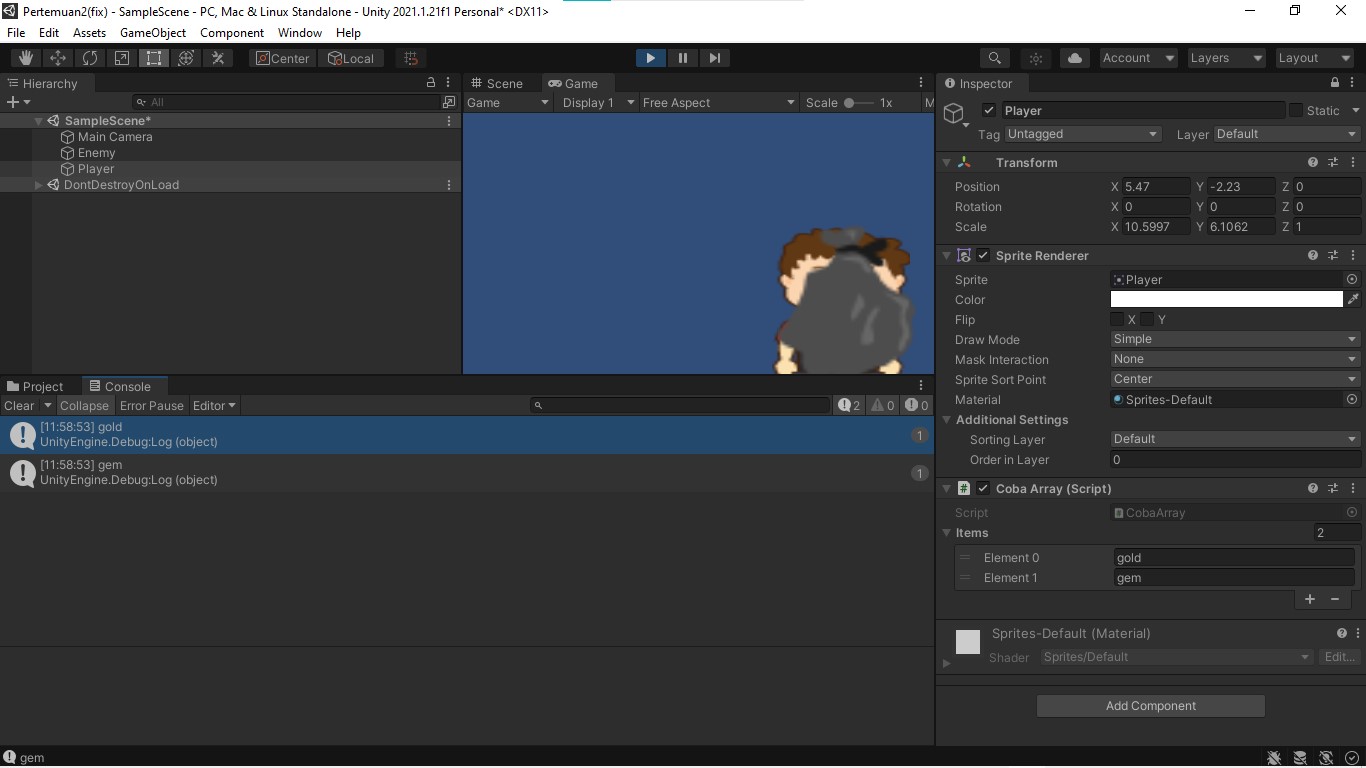 Pertemuan2(fix) - SampleScene - PC, Mac & Linux Standalone - Unity 2021.1.21f1 Personal* <DX11>
File Edit Assets GameObject Component Window Help
Center Local Account Layers Layout
Hierarchy
All
SampleScene*
Main Camera
Enemy
Player
DontDestroyOnLoad
Scene Game
Game Display 1 Free Aspect Scale 1x M
Project Console
Clear Collapse Error Pause Editor 2 0 0
[11:58:53] gold
UnityEngine.Debug:Log (object) 1
[11:58:53] gem
UnityEngine.Debug:Log (object) 1
gem
Inspector
Player Static
Tag Untagged Layer Default
Transform
Position X 5.47 Y -2.23 Z 0
Rotation X 0 Y 0 Z 0
Scale X 10.5997 Y 6.1062 Z 1
Sprite Renderer
Sprite Player
Color
Flip X Y
Draw Mode Simple
Mask Interaction None
Sprite Sort Point Center
Material Sprites-Default
Additional Settings
Sorting Layer Default
Order in Layer 0
# Coba Array (Script)
Script CobaArray
Items 2
Element 0 gold
Element 1 gem
+ −
Sprites-Default (Material)
Shader Sprites/Default Edit...
Add Component